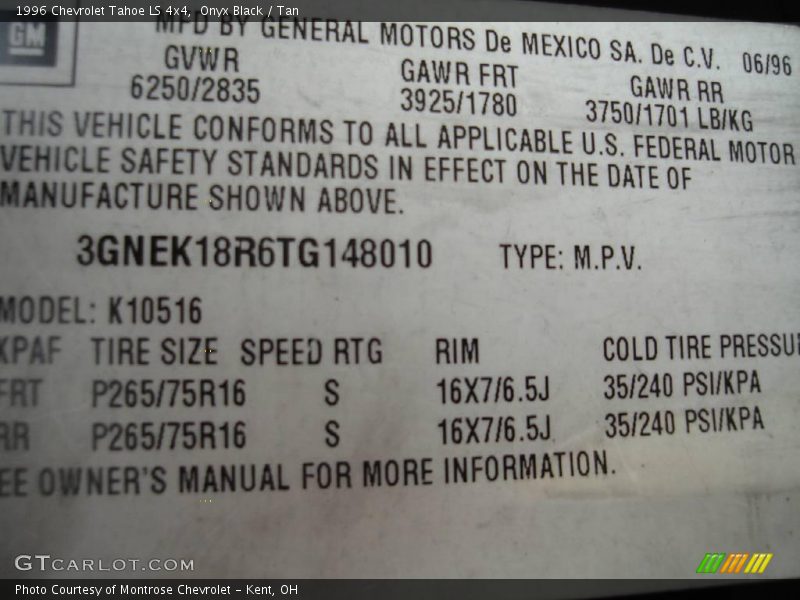 1996 Chevrolet Tahoe LS 4x4, Onyx Black / Tan
MFD BY GENERAL MOTORS De MEXICO SA. De C.V. 06/96
GM
GVWR GAWR FRT GAWR RR
6250/2835 3925/1780 3750/1701 LB/KG
THIS VEHICLE CONFORMS TO ALL APPLICABLE U.S. FEDERAL MOTOR
VEHICLE SAFETY STANDARDS IN EFFECT ON THE DATE OF
MANUFACTURE SHOWN ABOVE.
3GNEK18R6TG148010 TYPE: M.P.V.
MODEL: K10516
XPAF TIRE SIZE SPEED RTG RIM COLD TIRE PRESSU
FRT P265/75R16 S 16X7/6.5J 35/240 PSI/KPA
RR P265/75R16 S 16X7/6.5J 35/240 PSI/KPA
EE OWNER'S MANUAL FOR MORE INFORMATION.
GTCARLOT.COM
Photo Courtesy of Montrose Chevrolet – Kent, OH